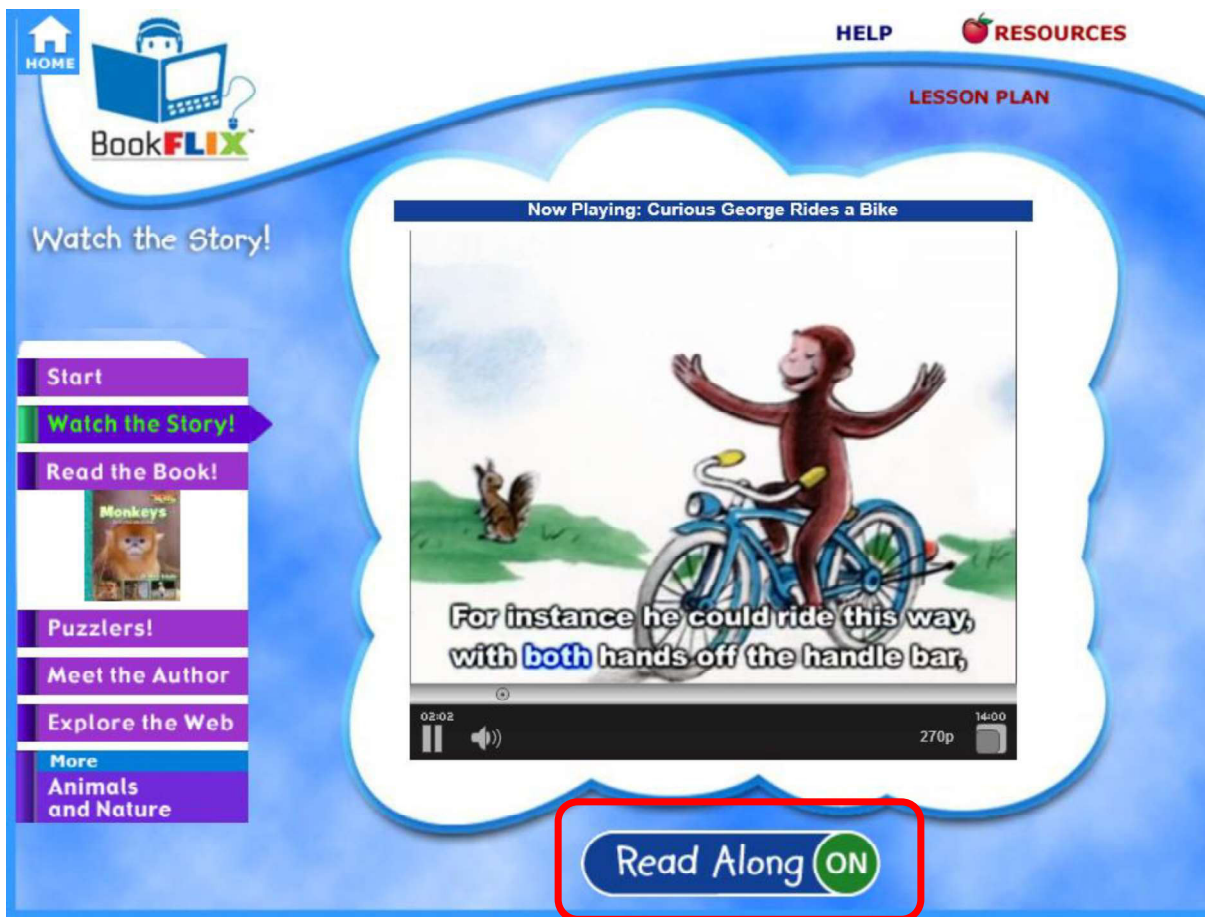 HOME
BookFLIX™
HELP
RESOURCES
LESSON PLAN
Watch the Story!
Start
Watch the Story!
Read the Book!
Monkeys
Puzzlers!
Meet the Author
Explore the Web
More
Animals
and Nature
Now Playing: Curious George Rides a Bike
For instance he could ride this way,
with both hands off the handle bar,
02:02
14:00
270p
Read Along ON